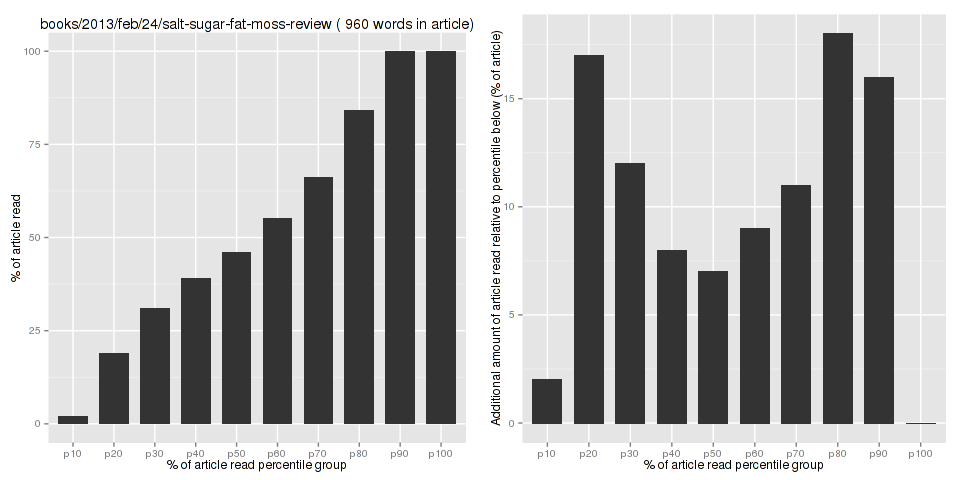 books/2013/feb/24/salt-sugar-fat-moss-review ( 960 words in article)
% of article read
100
75
50
25
0
p10 p20 p30 p40 p50 p60 p70 p80 p90 p100
% of article read percentile group
Additional amount of article read relative to percentile below (% of article)
15
10
5
0
p10 p20 p30 p40 p50 p60 p70 p80 p90 p100
% of article read percentile group